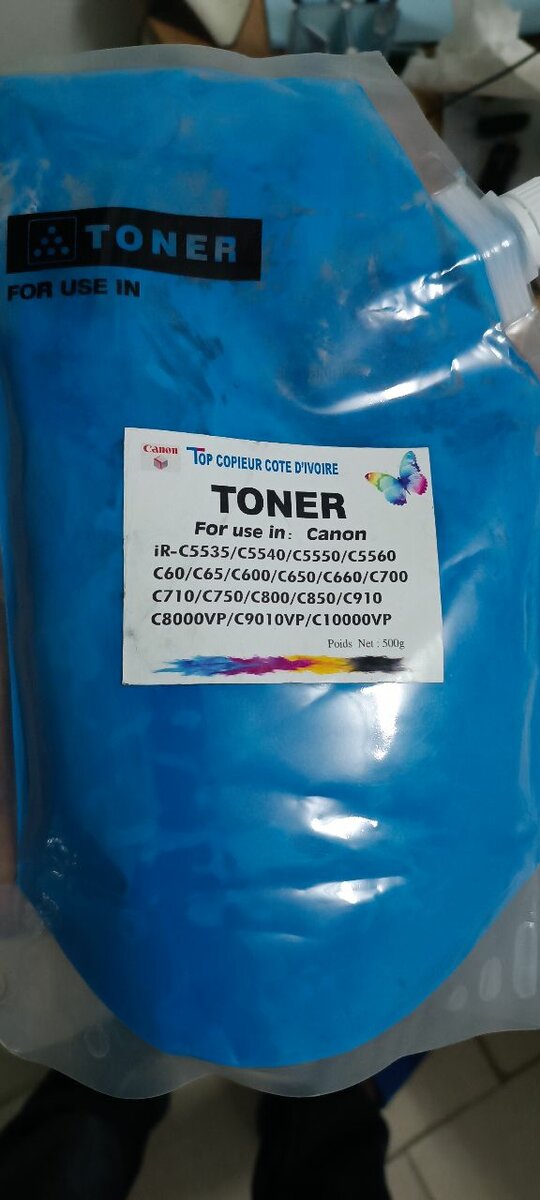 TONER
FOR USE IN
Canon
TOP COPIEUR COTE D'IVOIRE
TONER
For use in: Canon
iR-C5535/C5540/C5550/C5560
C60/C65/C600/C650/C660/C700
C710/C750/C800/C850/C910
C8000VP/C9010VP/C10000VP
Poids Net : 500g